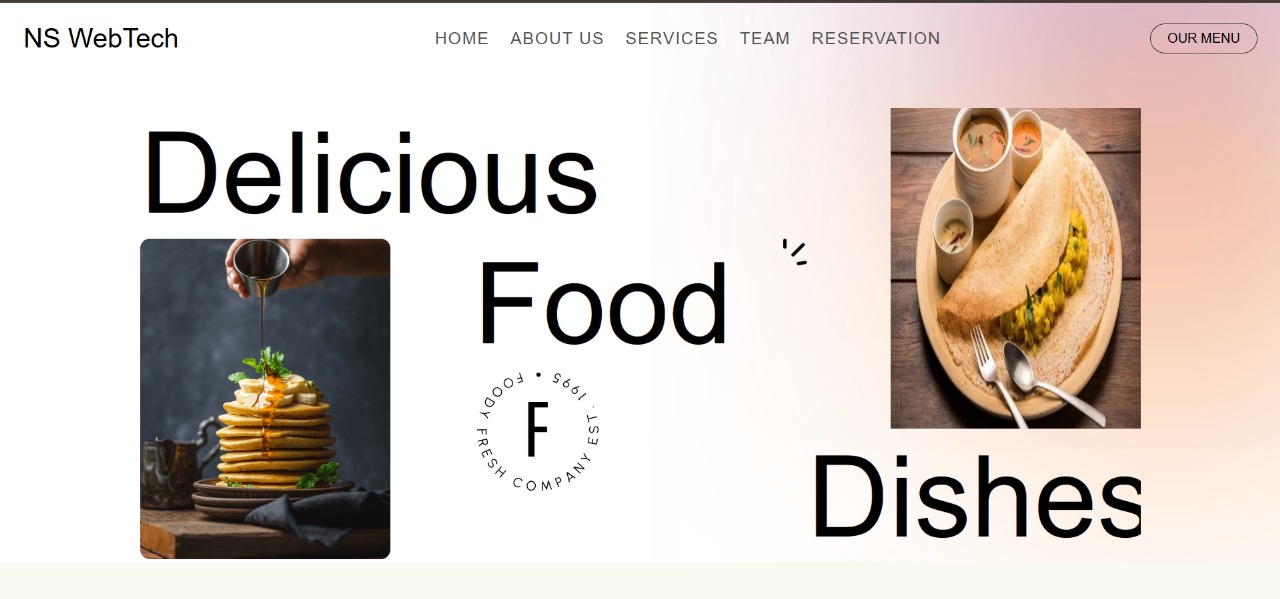 NS WebTech
HOME ABOUT US SERVICES TEAM RESERVATION
OUR MENU
Delicious
Food
FOODY FRESH COMPANY EST. 1995 •
F
Dishes